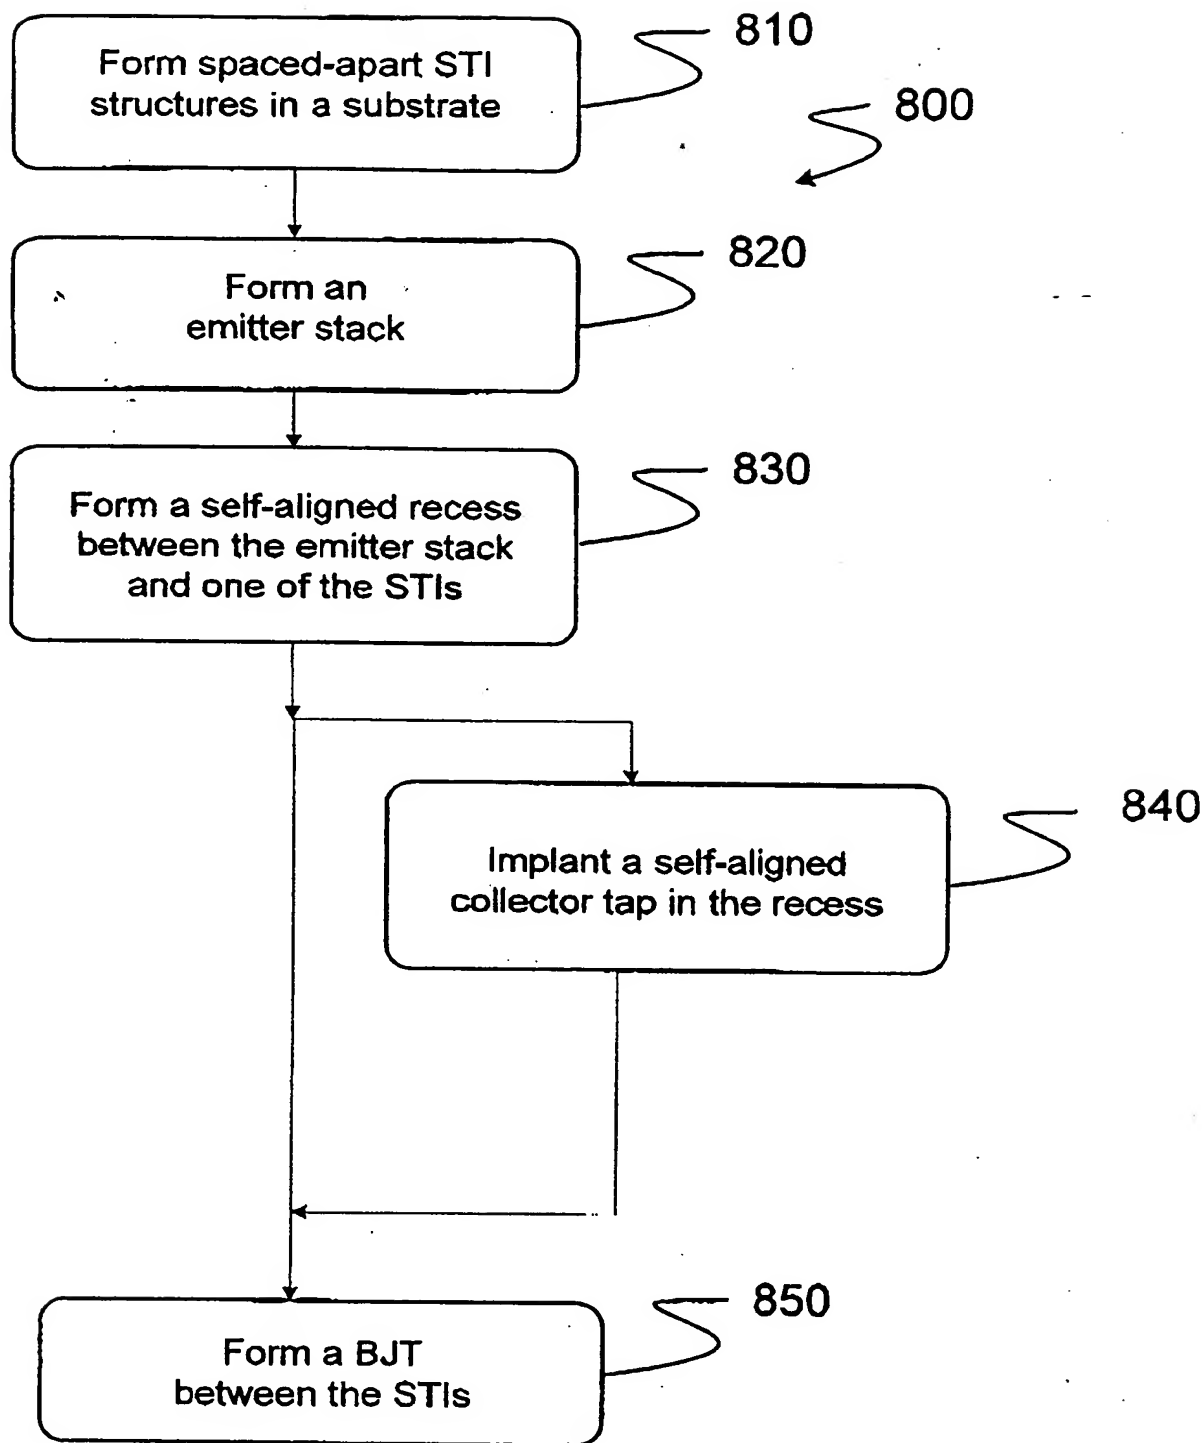 Form spaced-apart STI
structures in a substrate
810
800
Form an
emitter stack
820
Form a self-aligned recess
between the emitter stack
and one of the STIs
830
Implant a self-aligned
collector tap in the recess
840
Form a BJT
between the STIs
850